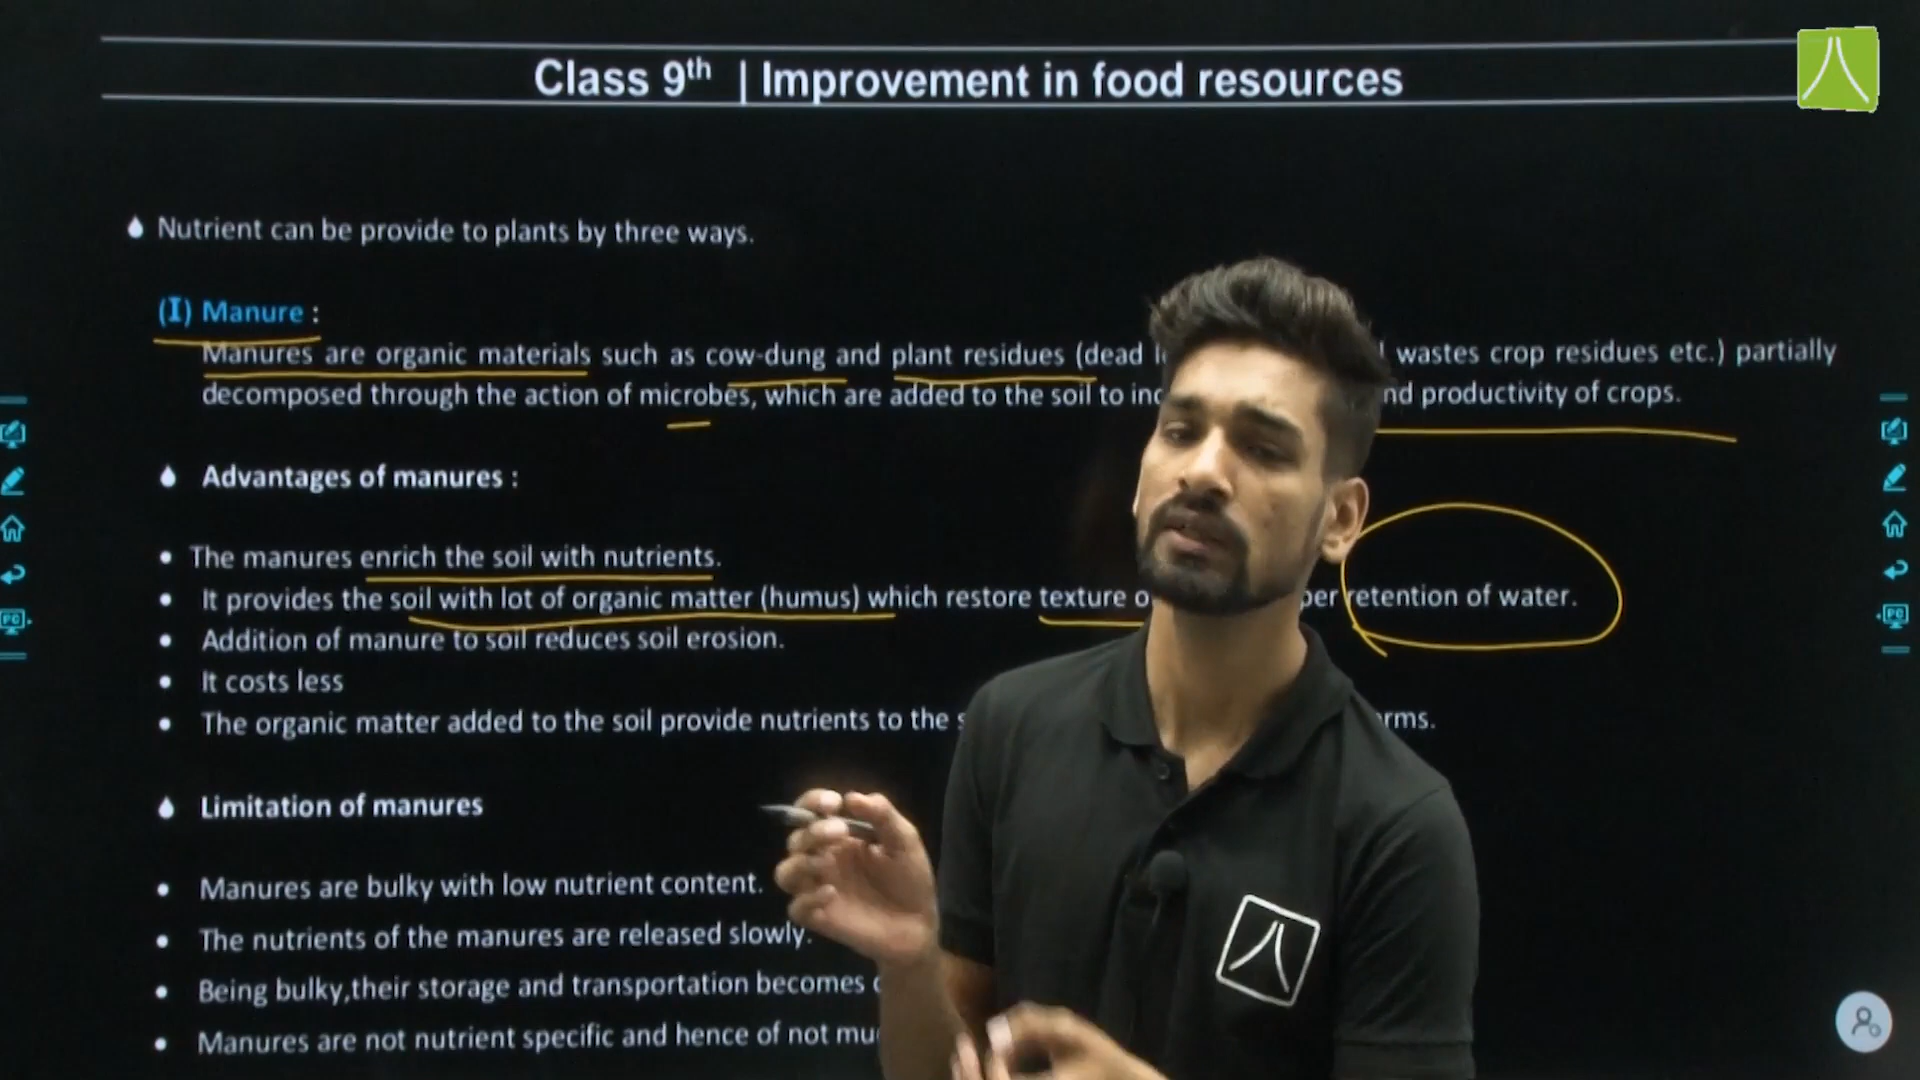 Class 9th | Improvement in food resources
Nutrient can be provide to plants by three ways.
(I) Manure :
Manures are organic materials such as cow-dung and plant residues (dead wastes crop residues etc.) partially
decomposed through the action of microbes, which are added to the soil to productivity of crops.
Advantages of manures :
The manures enrich the soil with nutrients.
It provides the soil with lot of organic matter (humus) which restore texture retention of water.
Addition of manure to soil reduces soil erosion.
It costs less
The organic matter added to the soil provide nutrients to the
Limitation of manures
Manures are bulky with low nutrient content.
The nutrients of the manures are released slowly.
Being bulky,their storage and transportation becomes
Manures are not nutrient specific and hence of not
PC
PC